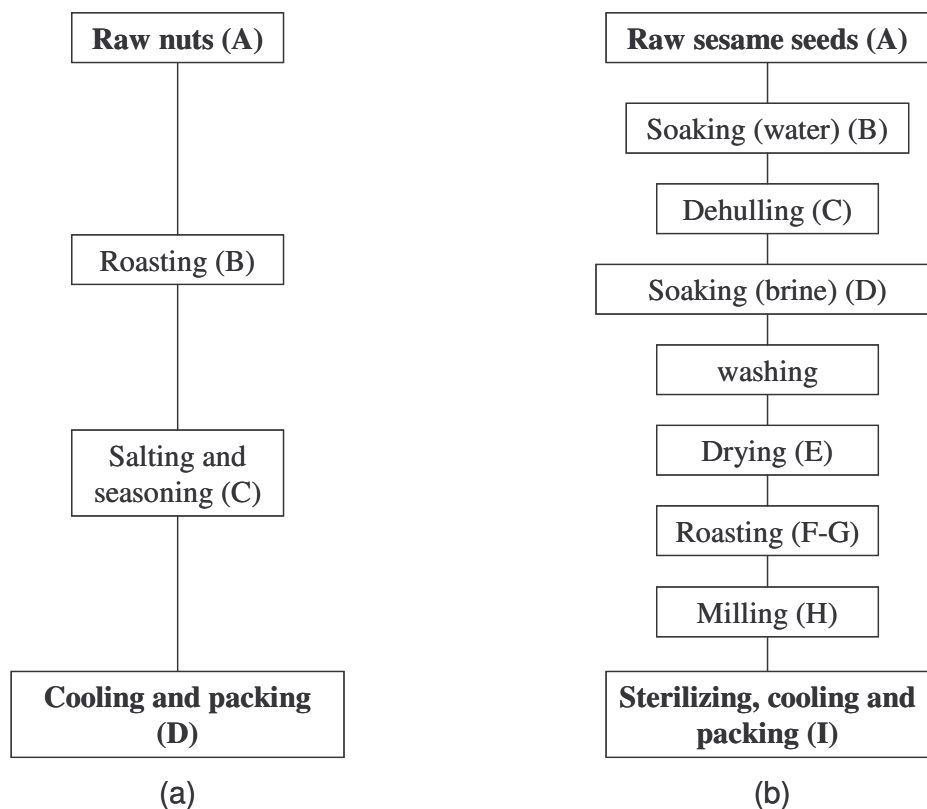 Raw nuts (A)
Roasting (B)
Salting and
seasoning (C)
Cooling and packing
(D)
(a)
Raw sesame seeds (A)
Soaking (water) (B)
Dehulling (C)
Soaking (brine) (D)
washing
Drying (E)
Roasting (F-G)
Milling (H)
Sterilizing, cooling and
packing (I)
(b)